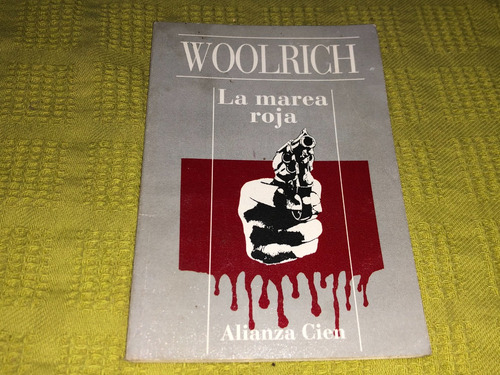 WOOLRICH
La marea
roja
Alianza Cien